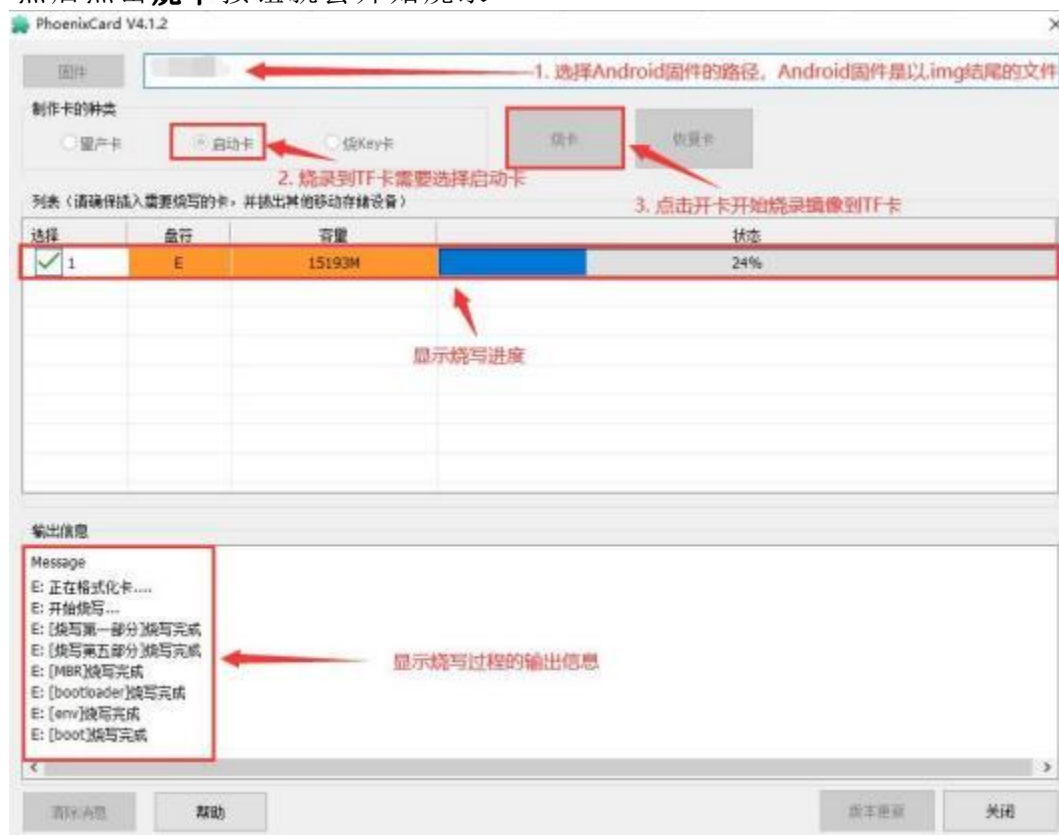 然后点击烧卡按钮就会开始烧录
PhoenixCard V4.1.2
固件
1. 选择Android固件的路径，Android固件是以.img结尾的文件
制作卡的种类
量产卡
启动卡
烧Key卡
烧卡
恢复卡
2. 烧录到TF卡需要选择启动卡
列表（请确保插入需要烧写的卡，并拔出其他移动存储设备）
3. 点击开卡开始烧录镜像到TF卡
选择 盘符 容量 状态
1 E 15193M 24%
显示烧写进度
输出信息
Message
E: 正在格式化卡....
E: 开始烧写...
E: [烧写第一部分]烧写完成
E: [烧写第五部分]烧写完成
E: [MBR]烧写完成
显示烧写过程的输出信息
E: [bootloader]烧写完成
E: [env]烧写完成
E: [boot]烧写完成
清除消息
帮助
版本更新
关闭